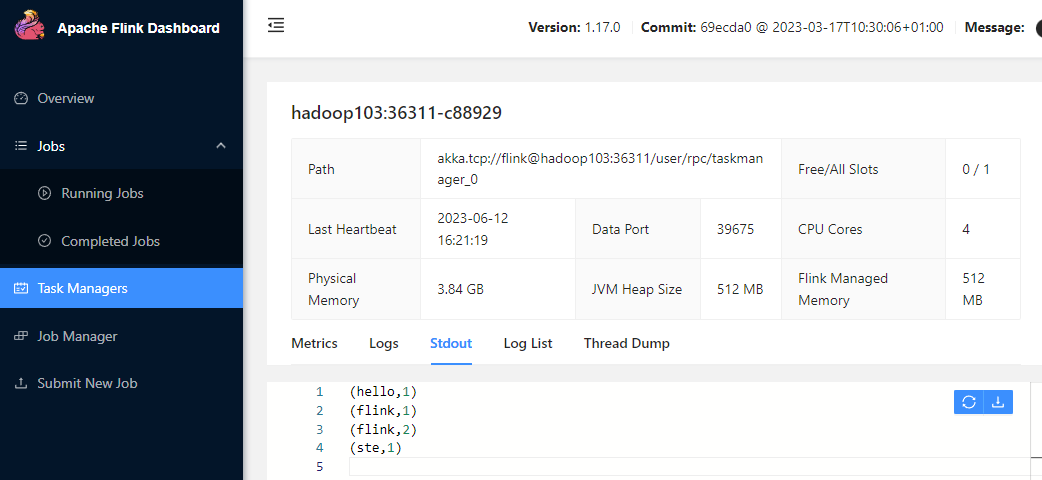 Apache Flink Dashboard
Version: 1.17.0 Commit: 69ecda0 @ 2023-03-17T10:30:06+01:00 Message:
Overview
Jobs
Running Jobs
Completed Jobs
Task Managers
Job Manager
Submit New Job
hadoop103:36311-c88929
Path
akka.tcp://flink@hadoop103:36311/user/rpc/taskman
ager_0
Free/All Slots
0 / 1
Last Heartbeat
2023-06-12
16:21:19
Data Port
39675
CPU Cores
4
Physical
Memory
3.84 GB
JVM Heap Size
512 MB
Flink Managed
Memory
512
MB
Metrics Logs Stdout Log List Thread Dump
1 (hello,1)
2 (flink,1)
3 (flink,2)
4 (ste,1)
5